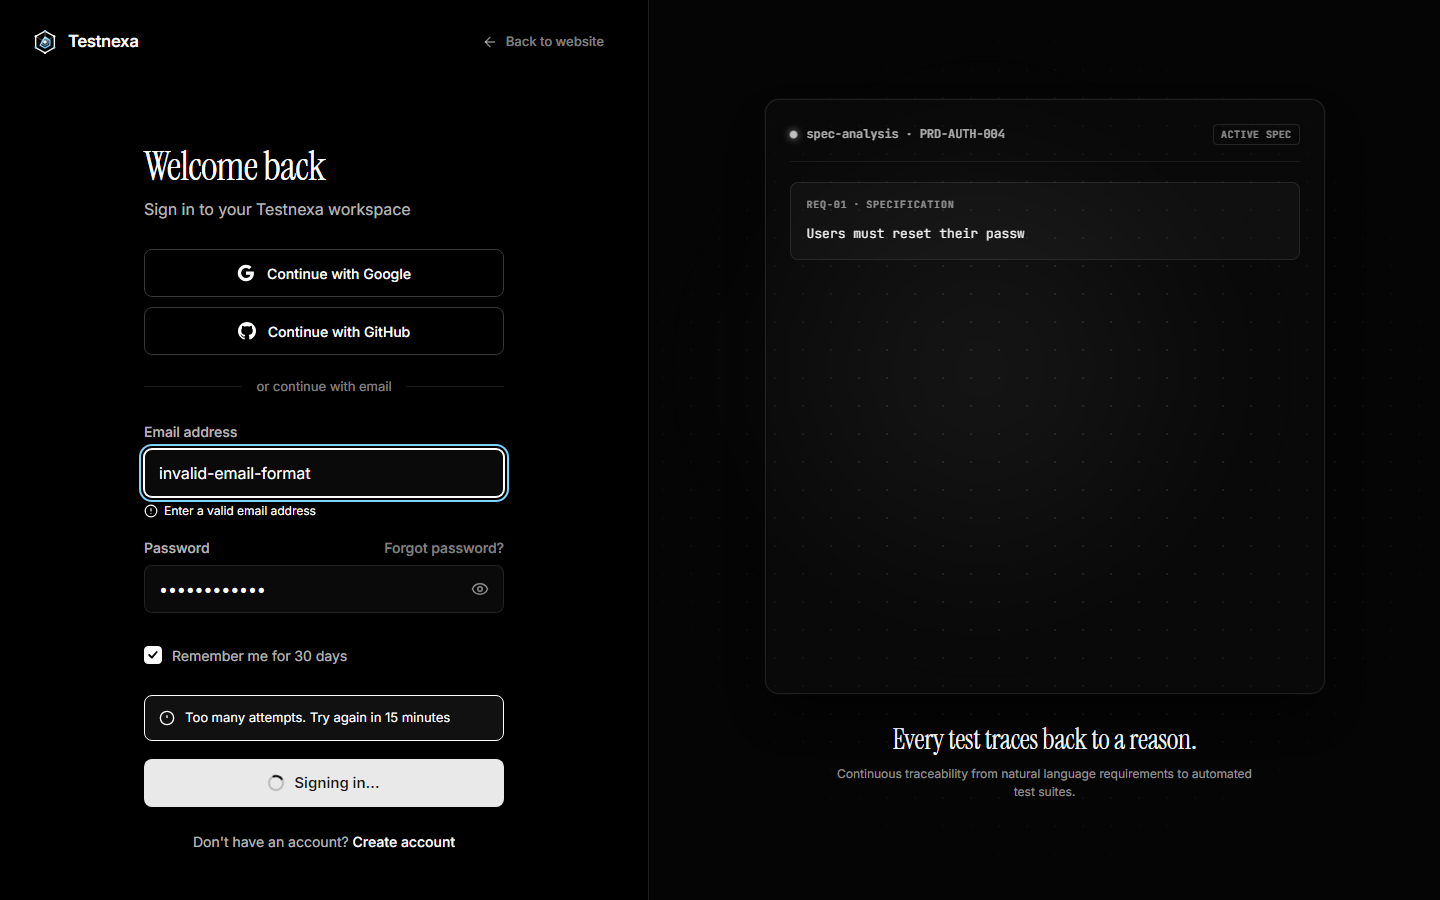 Testnexa
Back to website
Welcome back
Sign in to your Testnexa workspace
Continue with Google
Continue with GitHub
or continue with email
Email address
invalid-email-format
Enter a valid email address
Password
Forgot password?
••••••••••••
Remember me for 30 days
Too many attempts. Try again in 15 minutes
Signing in...
Don't have an account? Create account
spec-analysis · PRD-AUTH-004
ACTIVE SPEC
REQ-01 · SPECIFICATION
Users must reset their passw
Every test traces back to a reason.
Continuous traceability from natural language requirements to automated
test suites.